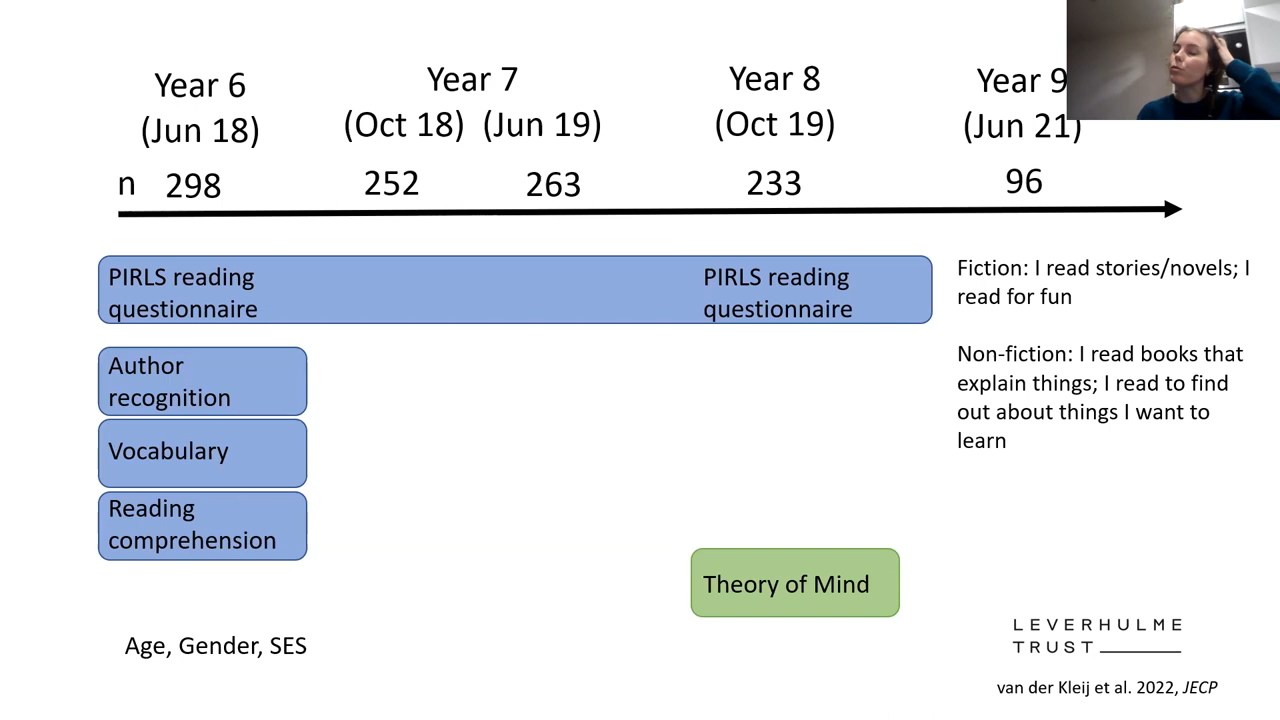 Year 6
(Jun 18)
Year 7
(Oct 18) (Jun 19)
Year 8
(Oct 19)
Year 9
(Jun 21)
n 298 252 263 233 96
PIRLS reading
questionnaire
PIRLS reading
questionnaire
Fiction: I read stories/novels; I
read for fun
Non-fiction: I read books that
explain things; I read to find
out about things I want to
learn
Author
recognition
Vocabulary
Reading
comprehension
Theory of Mind
Age, Gender, SES
LEVERHULME
TRUST
van der Kleij et al. 2022, JECP